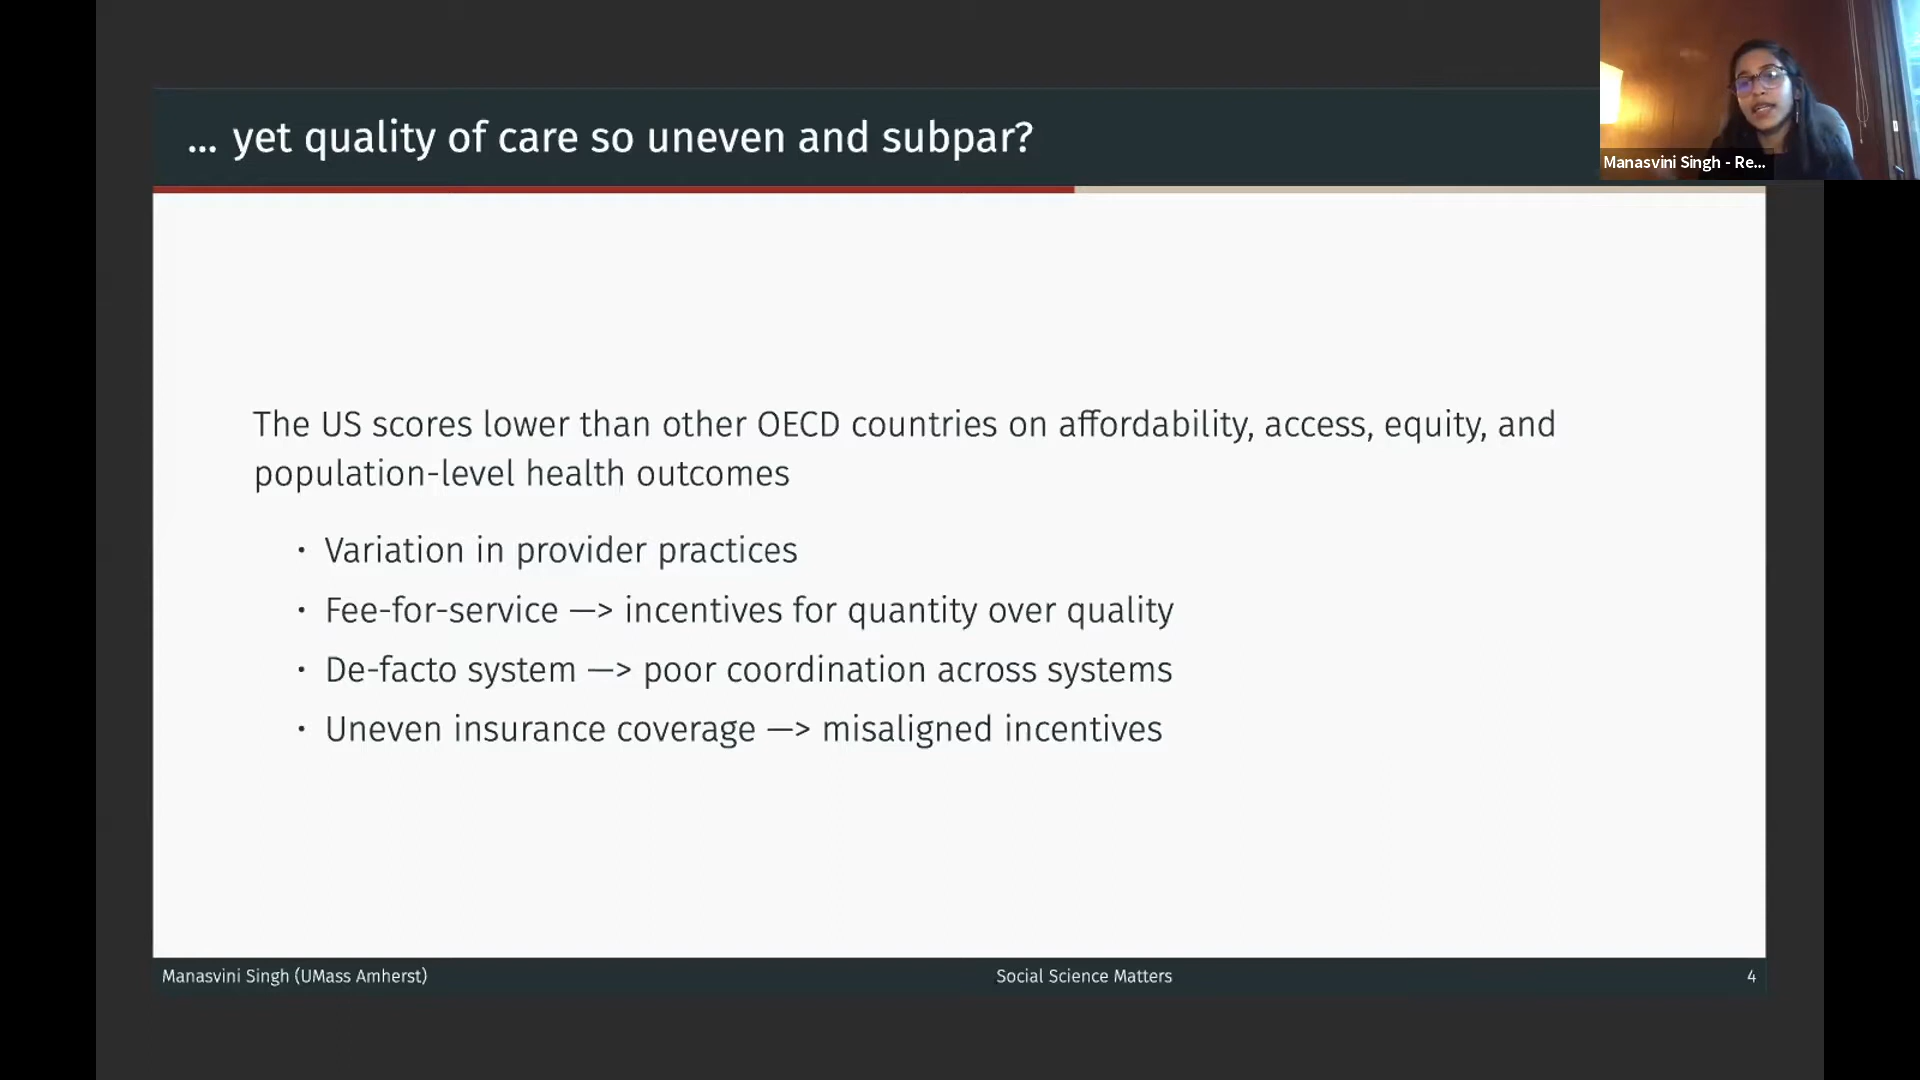 ... yet quality of care so uneven and subpar?
Manasvini Singh - Re...
The US scores lower than other OECD countries on affordability, access, equity, and
population-level health outcomes
• Variation in provider practices
• Fee-for-service —> incentives for quantity over quality
• De-facto system —> poor coordination across systems
• Uneven insurance coverage —> misaligned incentives
Manasvini Singh (UMass Amherst)
Social Science Matters
4